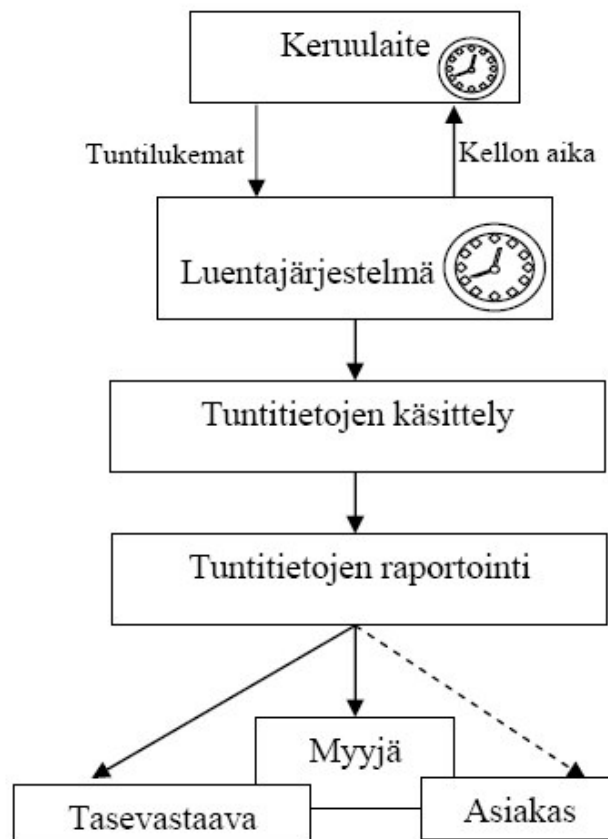 Keruulaite
Tuntilukemat
Kellon aika
Luentajärjestelmä
Tuntitietojen käsittely
Tuntitietojen raportointi
Myyjä
Tasevastaava
Asiakas